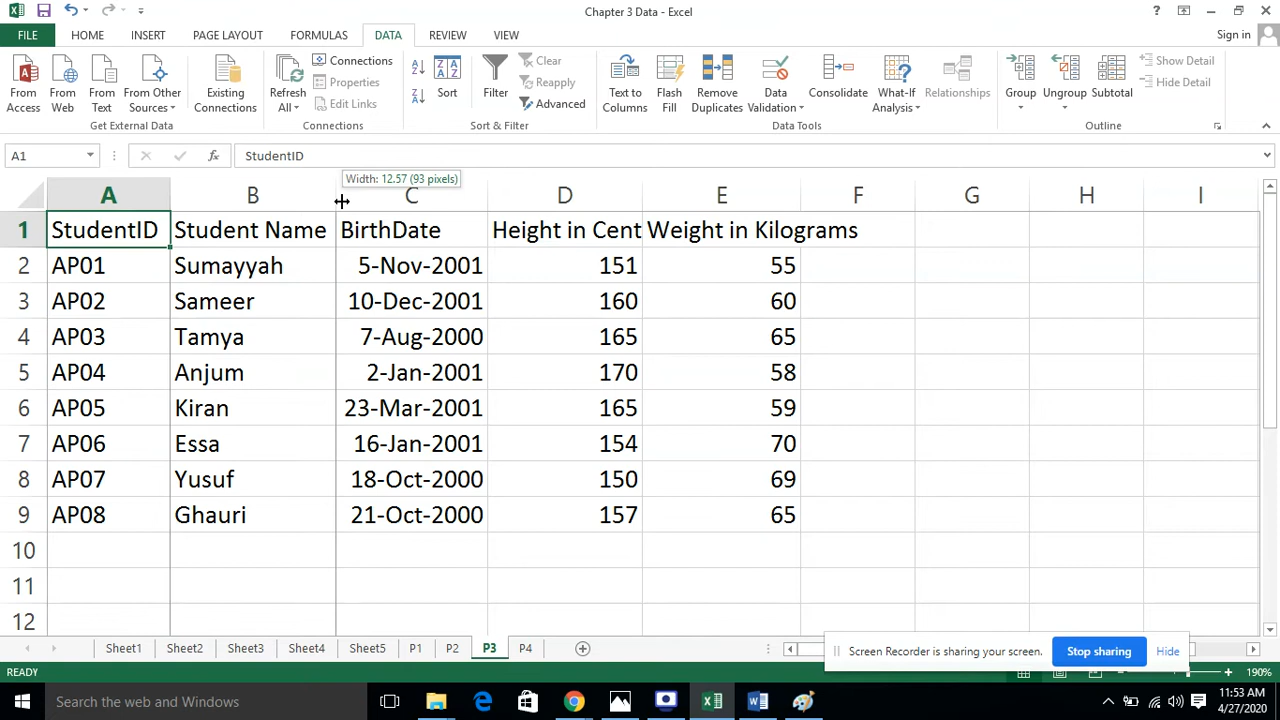 Chapter 3 Data - Excel
?
FILE HOME INSERT PAGE LAYOUT FORMULAS DATA REVIEW VIEW Sign in
From Access
From Web
From Text
From Other Sources
Existing Connections
Refresh All
Connections
Properties
Edit Links
Sort
Filter
Clear
Reapply
Advanced
Text to Columns
Flash Fill
Remove Duplicates
Data Validation
Consolidate
What-If Analysis
Relationships
Group
Ungroup
Subtotal
Show Detail
Hide Detail
Get External Data Connections Sort & Filter Data Tools Outline
A1 fx StudentID
Width: 12.57 (93 pixels)
A B C D E F G H I
1 StudentID Student Name BirthDate Height in Cent Weight in Kilograms
2 AP01 Sumayyah 5-Nov-2001 151 55
3 AP02 Sameer 10-Dec-2001 160 60
4 AP03 Tamya 7-Aug-2000 165 65
5 AP04 Anjum 2-Jan-2001 170 58
6 AP05 Kiran 23-Mar-2001 165 59
7 AP06 Essa 16-Jan-2001 154 70
8 AP07 Yusuf 18-Oct-2000 150 69
9 AP08 Ghauri 21-Oct-2000 157 65
10
11
12
Sheet1 Sheet2 Sheet3 Sheet4 Sheet5 P1 P2 P3 P4
Screen Recorder is sharing your screen. Stop sharing Hide
READY 190%
Search the web and Windows
11:53 AM
4/27/2020